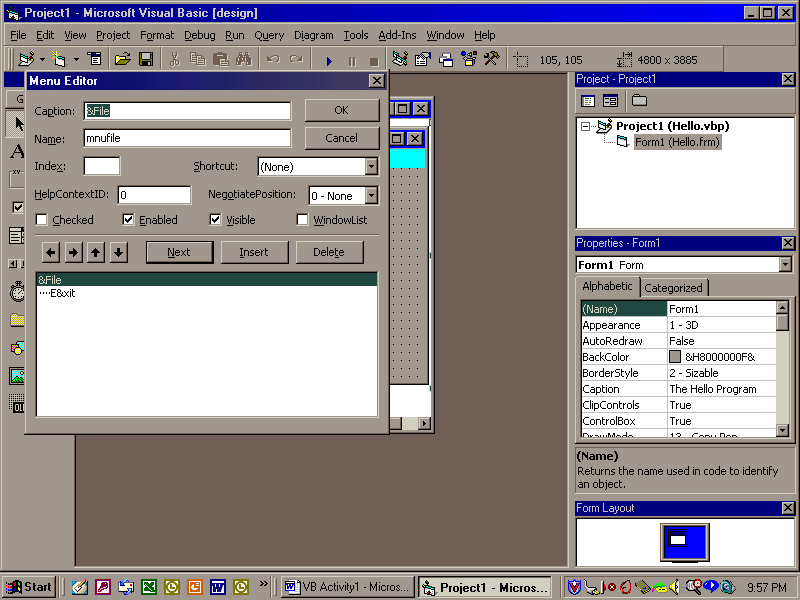 Project1 - Microsoft Visual Basic [design]
File Edit View Project Format Debug Run Query Diagram Tools Add-Ins Window Help
105, 105 4800 x 3885
Menu Editor
Caption: &File OK
Name: mnufile Cancel
Index: Shortcut: (None)
HelpContextID: 0 NegotiatePosition: 0 - None
Checked Enabled Visible WindowList
Next Insert Delete
&File
····E&xit
Project - Project1
Project1 (Hello.vbp)
Form1 (Hello.frm)
Properties - Form1
Form1 Form
Alphabetic Categorized
(Name) Form1
Appearance 1 - 3D
AutoRedraw False
BackColor &H8000000F&
BorderStyle 2 - Sizable
Caption The Hello Program
ClipControls True
ControlBox True
DrawMode 13 - Copy Pen
(Name)
Returns the name used in code to identify
an object.
Form Layout
Start VB Activity1 - Micros... Project1 - Micros... 9:57 PM